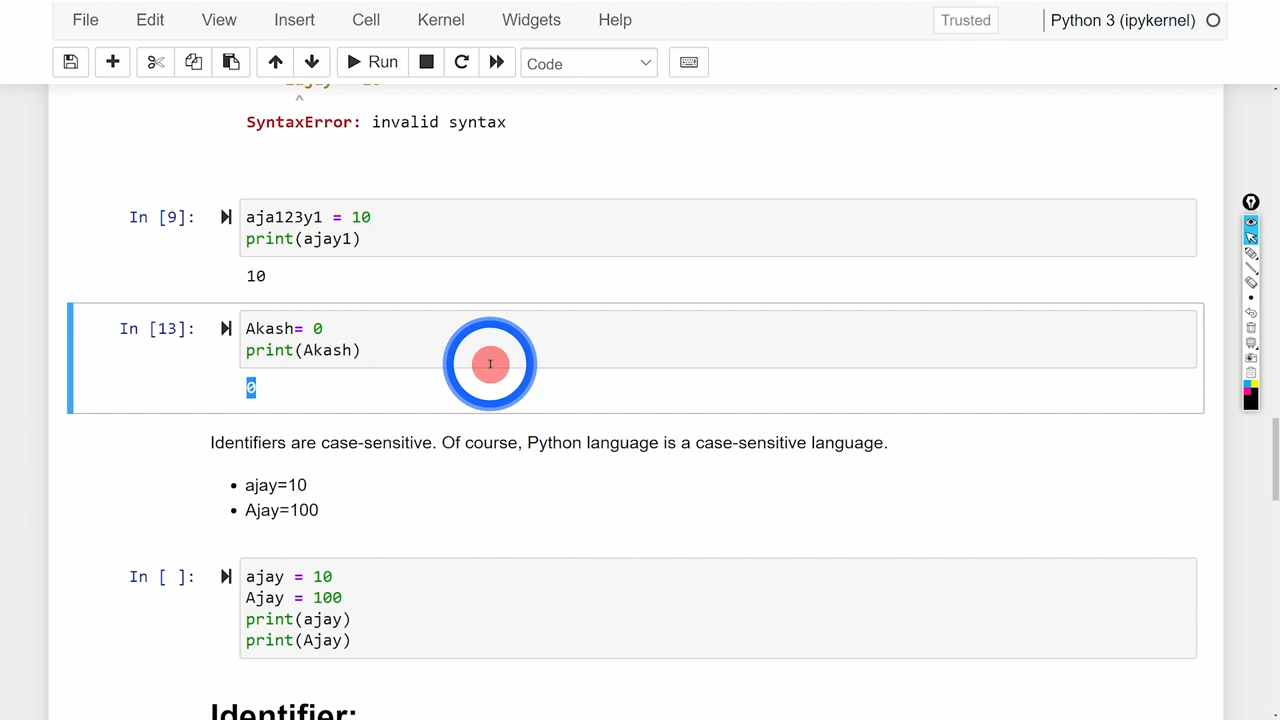 File Edit View Insert Cell Kernel Widgets Help Trusted Python 3 (ipykernel)
Run Code
^
SyntaxError: invalid syntax
In [9]: aja123y1 = 10
print(ajay1)
10
In [13]: Akash= 0
print(Akash)
0
Identifiers are case-sensitive. Of course, Python language is a case-sensitive language.
• ajay=10
• Ajay=100
In [ ]: ajay = 10
Ajay = 100
print(ajay)
print(Ajay)
Identifier: